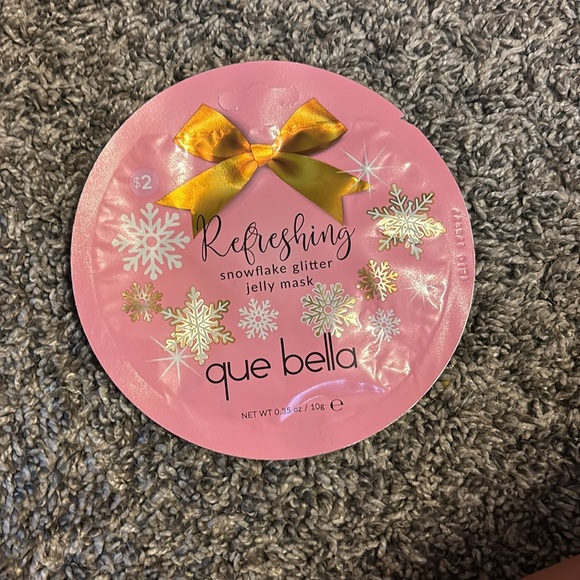 $2
Refreshing
snowflake glitter
jelly mask
que bella
NET WT 0.35 oz / 10g ℮